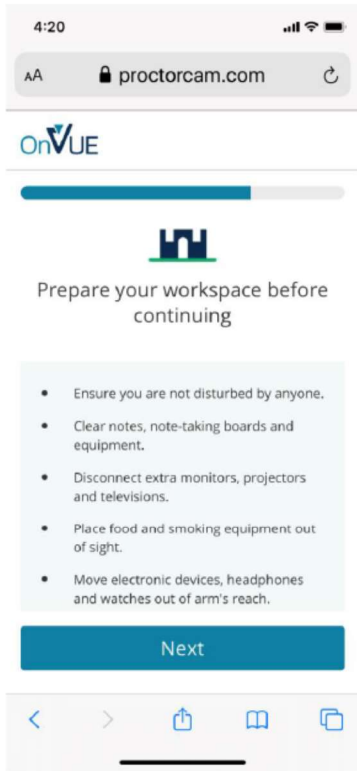 4:20
AA proctorcam.com
OnVUE
Prepare your workspace before
continuing
• Ensure you are not disturbed by anyone.
• Clear notes, note-taking boards and
equipment.
• Disconnect extra monitors, projectors
and televisions.
• Place food and smoking equipment out
of sight.
• Move electronic devices, headphones
and watches out of arm's reach.
Next